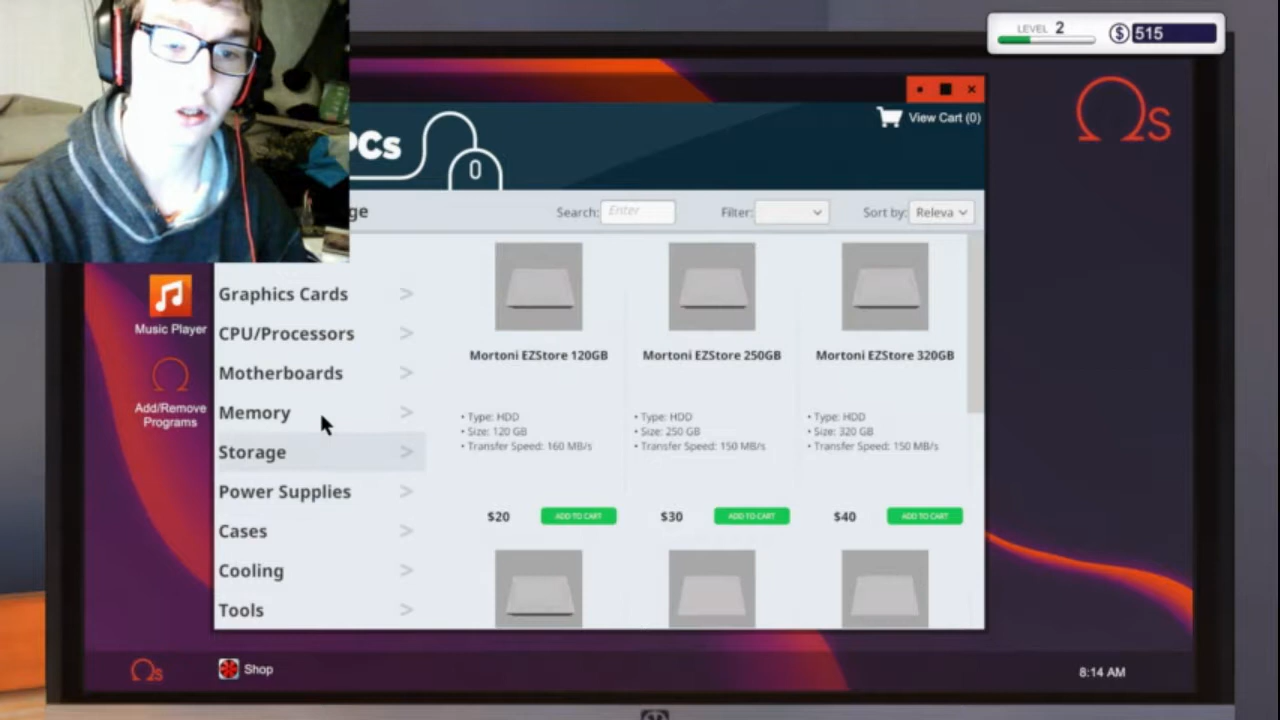 LEVEL 2
$ 515
PCs
View Cart (0)
ge
Search: Enter
Filter:
Sort by: Releva
Ωs
Music Player
Add/Remove
Programs
Graphics Cards >
CPU/Processors >
Motherboards >
Memory >
Storage >
Power Supplies >
Cases >
Cooling >
Tools >
Mortoni EZStore 120GB
• Type: HDD
• Size: 120 GB
• Transfer Speed: 160 MB/s
$20 ADD TO CART
Mortoni EZStore 250GB
• Type: HDD
• Size: 250 GB
• Transfer Speed: 150 MB/s
$30 ADD TO CART
Mortoni EZStore 320GB
• Type: HDD
• Size: 320 GB
• Transfer Speed: 150 MB/s
$40 ADD TO CART
Ωs
Shop
8:14 AM